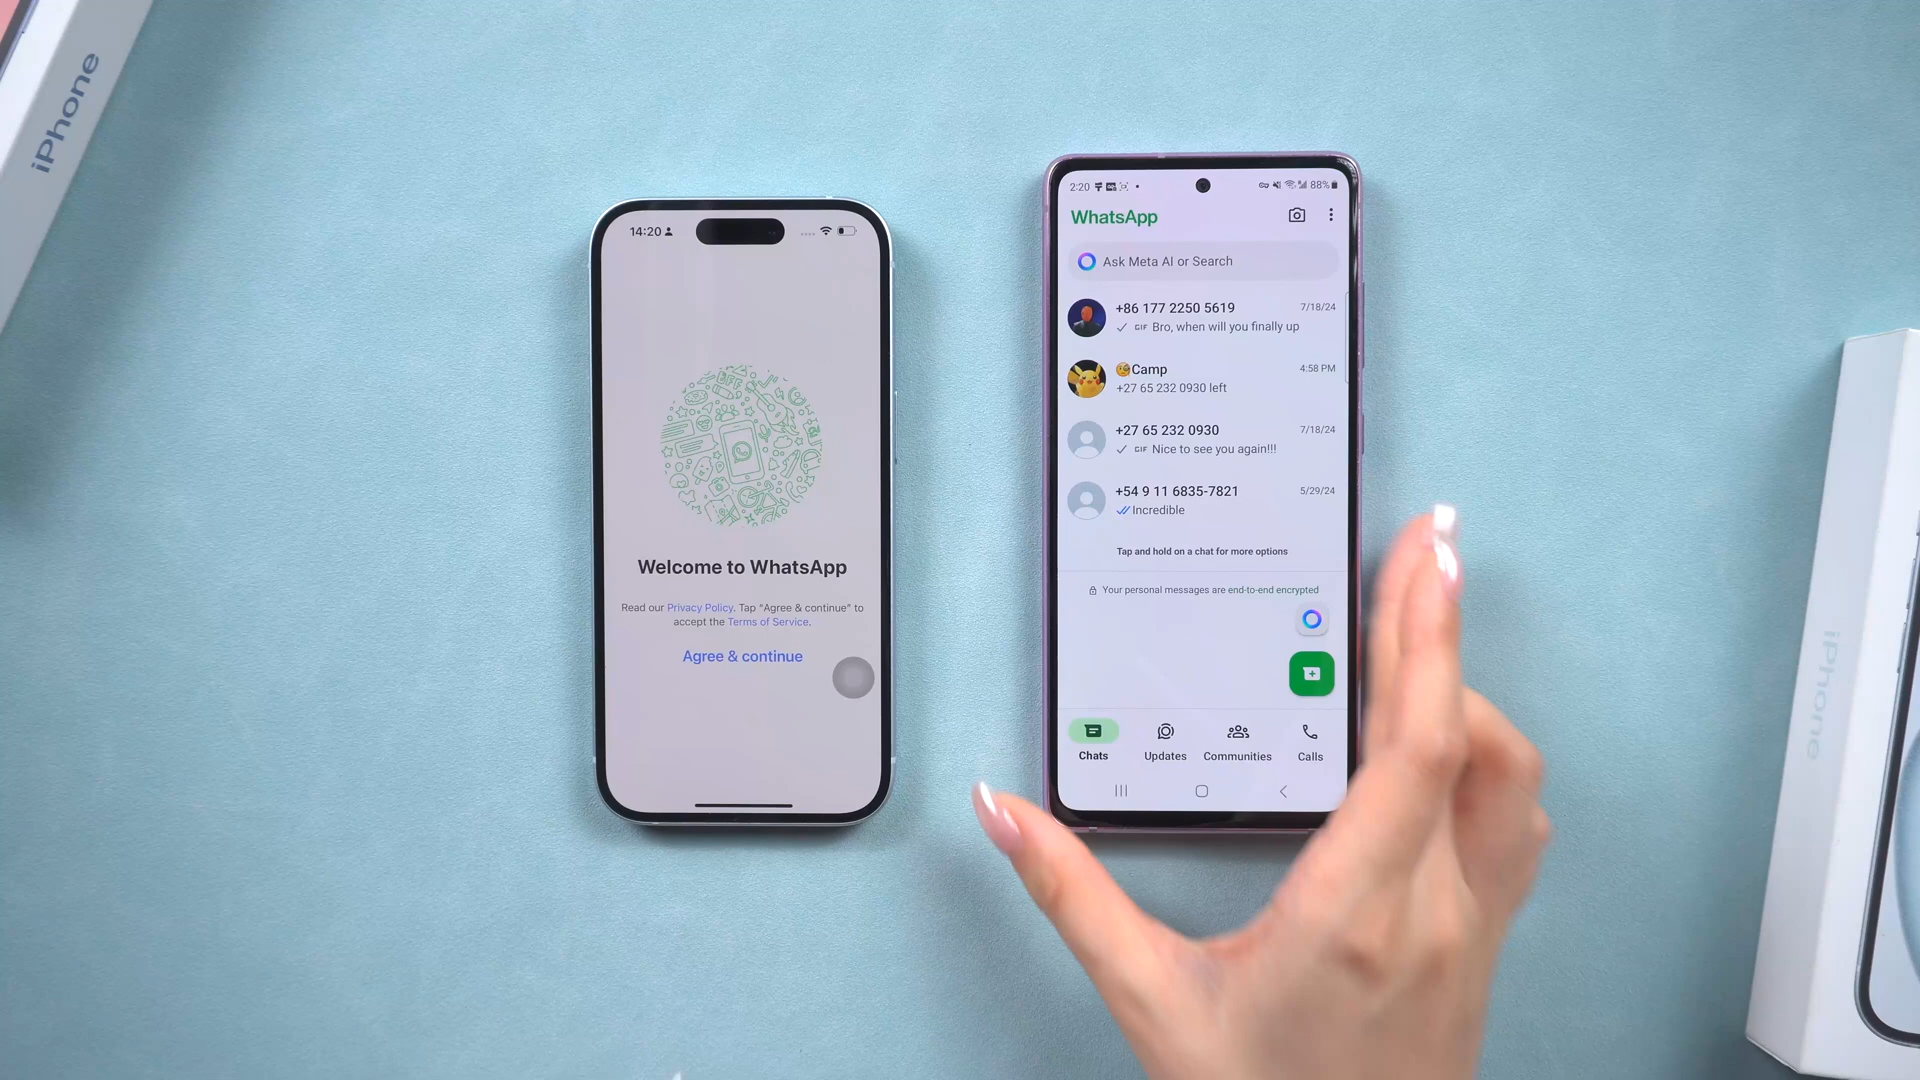 iPhone
14:20
Welcome to WhatsApp
Read our Privacy Policy. Tap “Agree & continue” to
accept the Terms of Service.
Agree & continue
2:20
88%
WhatsApp
Ask Meta AI or Search
+86 177 2250 5619
7/18/24
GIF Bro, when will you finally up
🧐Camp
4:58 PM
+27 65 232 0930 left
+27 65 232 0930
7/18/24
GIF Nice to see you again!!!
+54 9 11 6835-7821
5/29/24
Incredible
Tap and hold on a chat for more options
Your personal messages are end-to-end encrypted
Chats
Updates
Communities
Calls
iPhone